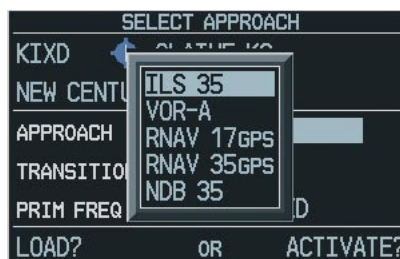 SELECT APPROACH
KIXD
NEW CENTU
ILS 35
VOR-A
RNAV 17GPS
RNAV 35GPS
NDB 35
APPROACH
TRANSITIO
PRIM FREQ
D
LOAD? OR ACTIVATE?